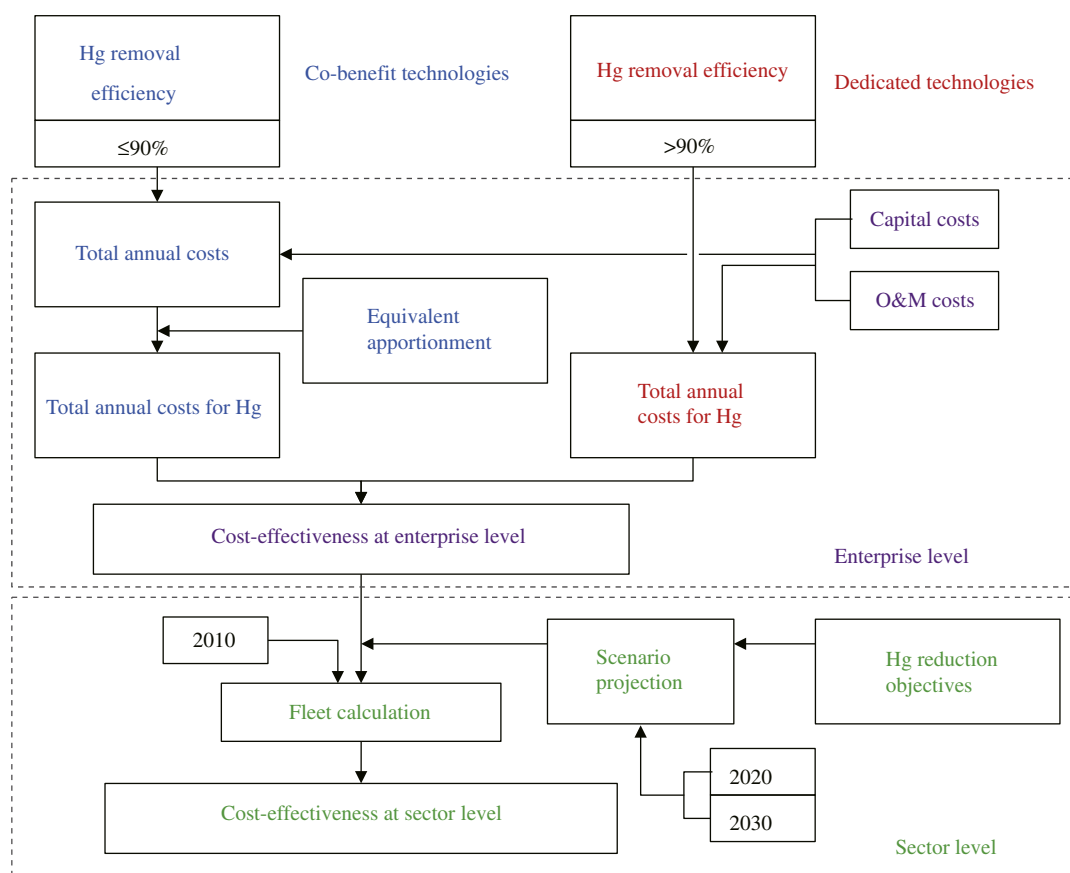 Hg removal
efficiency
≤90%
Co-benefit technologies
Hg removal efficiency
>90%
Dedicated technologies
Total annual costs
Capital costs
O&M costs
Equivalent
apportionment
Total annual costs for Hg
Total annual
costs for Hg
Cost-effectiveness at enterprise level
Enterprise level
2010
Scenario
projection
Hg reduction
objectives
Fleet calculation
2020
2030
Cost-effectiveness at sector level
Sector level